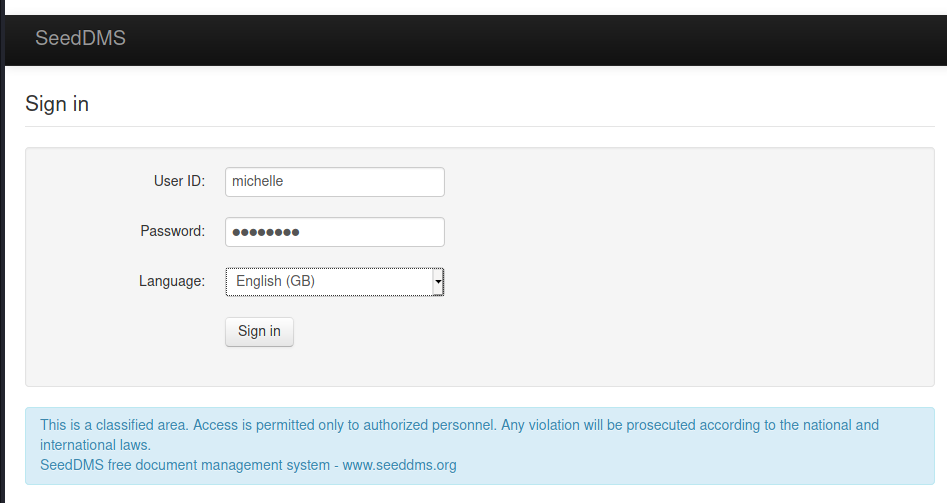 SeedDMS
Sign in
User ID: michelle
Password: ●●●●●●●●
Language: English (GB)
Sign in
This is a classified area. Access is permitted only to authorized personnel. Any violation will be prosecuted according to the national and
international laws.
SeedDMS free document management system - www.seeddms.org